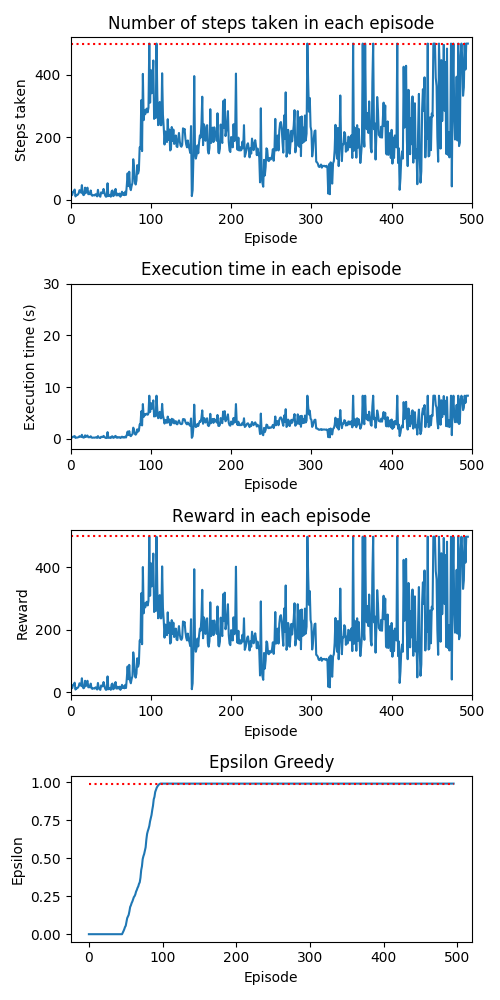 Number of steps taken in each episode
400
200
0
Steps taken
0 100 200 300 400 500
Episode
Execution time in each episode
30
20
10
0
Execution time (s)
0 100 200 300 400 500
Episode
Reward in each episode
400
200
0
Reward
0 100 200 300 400 500
Episode
Epsilon Greedy
1.00
0.75
0.50
0.25
0.00
Epsilon
0 100 200 300 400 500
Episode